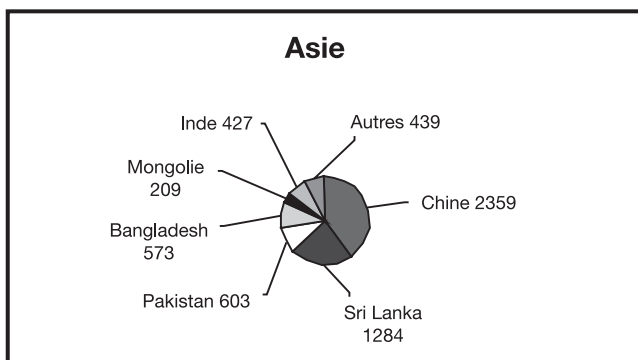 Asie
Inde 427
Autres 439
Mongolie
209
Chine 2359
Bangladesh
573
Pakistan 603
Sri Lanka
1284